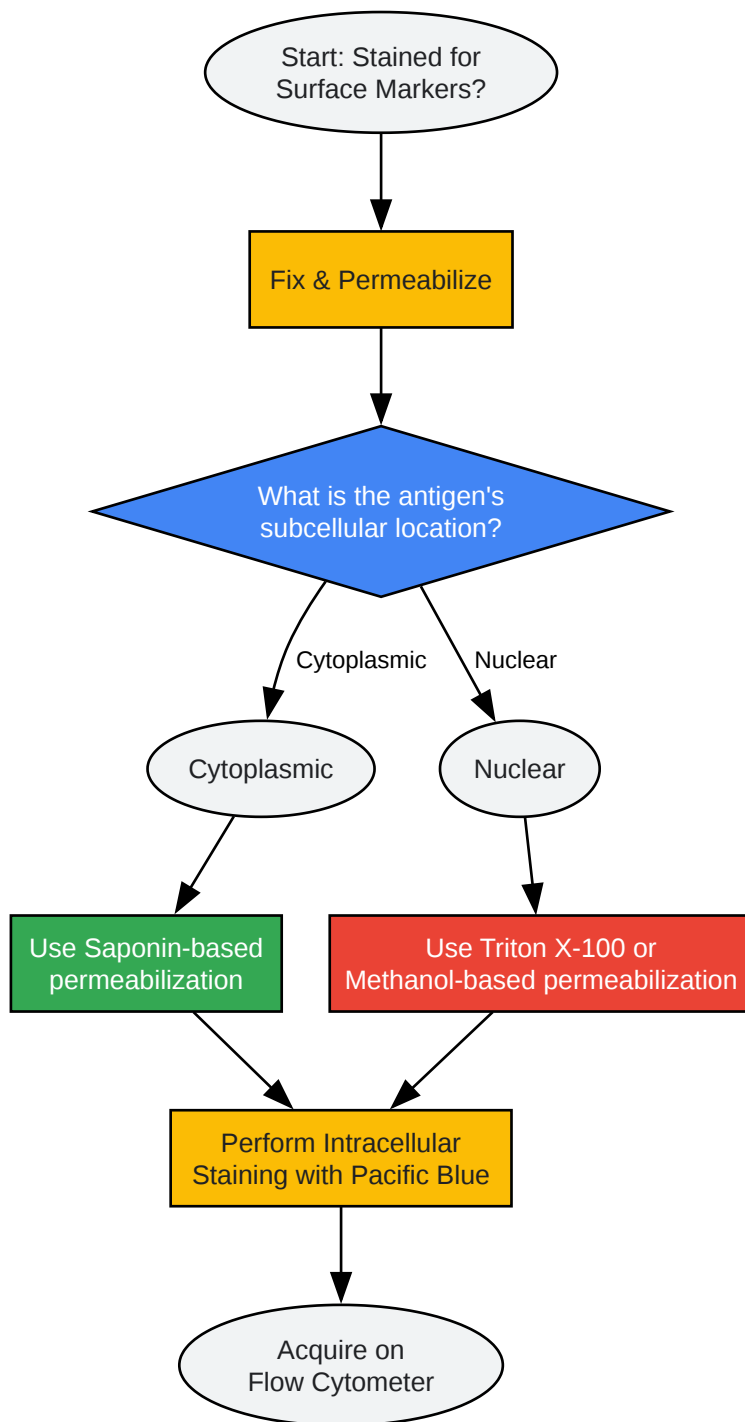 Start: Stained for
Surface Markers?
Fix & Permeabilize
What is the antigen's
subcellular location?
Cytoplasmic
Nuclear
Cytoplasmic
Nuclear
Use Saponin-based
permeabilization
Use Triton X-100 or
Methanol-based permeabilization
Perform Intracellular
Staining with Pacific Blue
Acquire on
Flow Cytometer